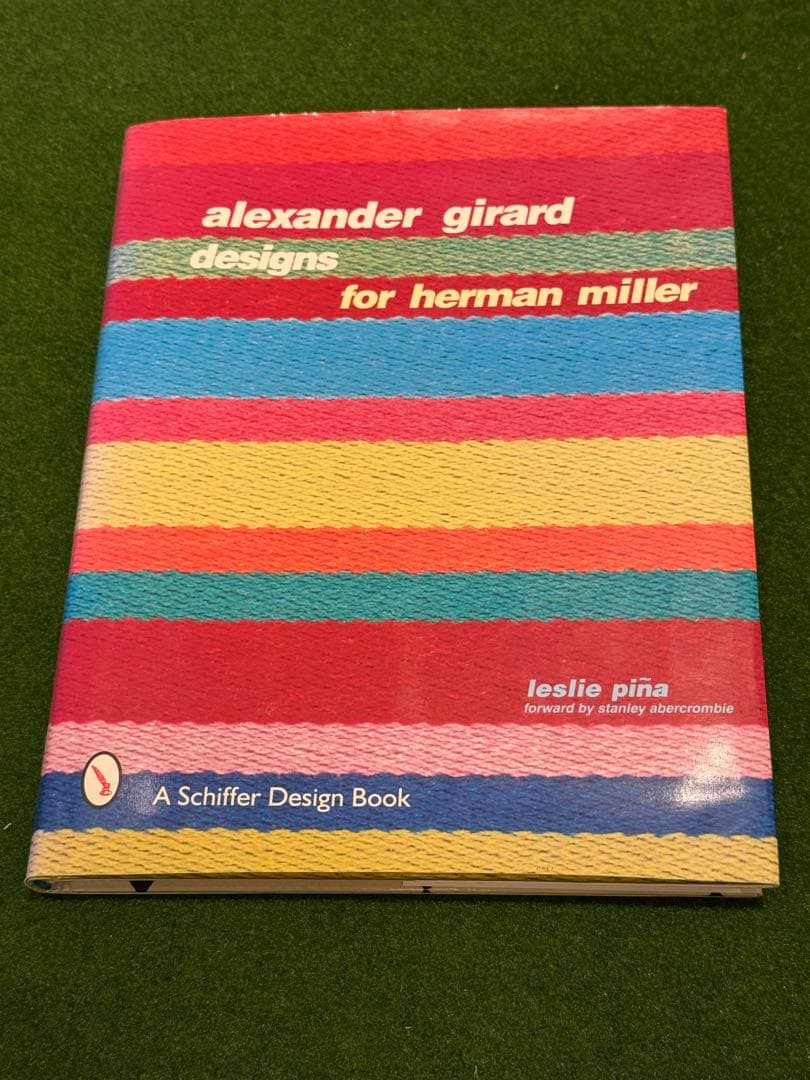 alexander girard
designs
for herman miller
leslie piña
forward by stanley abercrombie
A Schiffer Design Book